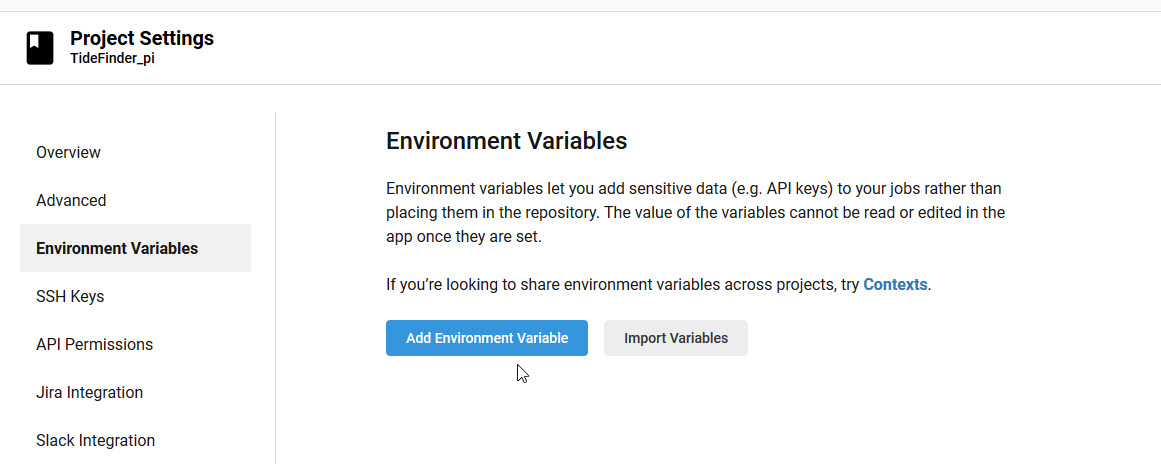 Project Settings
TideFinder_pi
Overview
Advanced
Environment Variables
SSH Keys
API Permissions
Jira Integration
Slack Integration
Environment Variables
Environment variables let you add sensitive data (e.g. API keys) to your jobs rather than
placing them in the repository. The value of the variables cannot be read or edited in the
app once they are set.
If you’re looking to share environment variables across projects, try Contexts.
Add Environment Variable
Import Variables